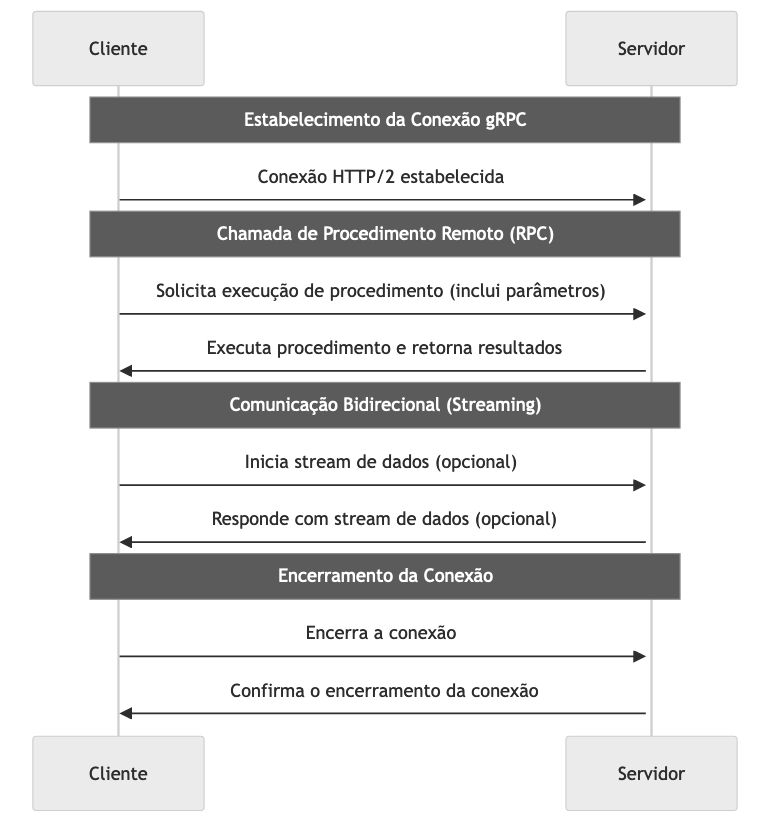 Cliente
Servidor
Estabelecimento da Conexão gRPC
Conexão HTTP/2 estabelecida
Chamada de Procedimento Remoto (RPC)
Solicita execução de procedimento (inclui parâmetros)
Executa procedimento e retorna resultados
Comunicação Bidirecional (Streaming)
Inicia stream de dados (opcional)
Responde com stream de dados (opcional)
Encerramento da Conexão
Encerra a conexão
Confirma o encerramento da conexão
Cliente
Servidor